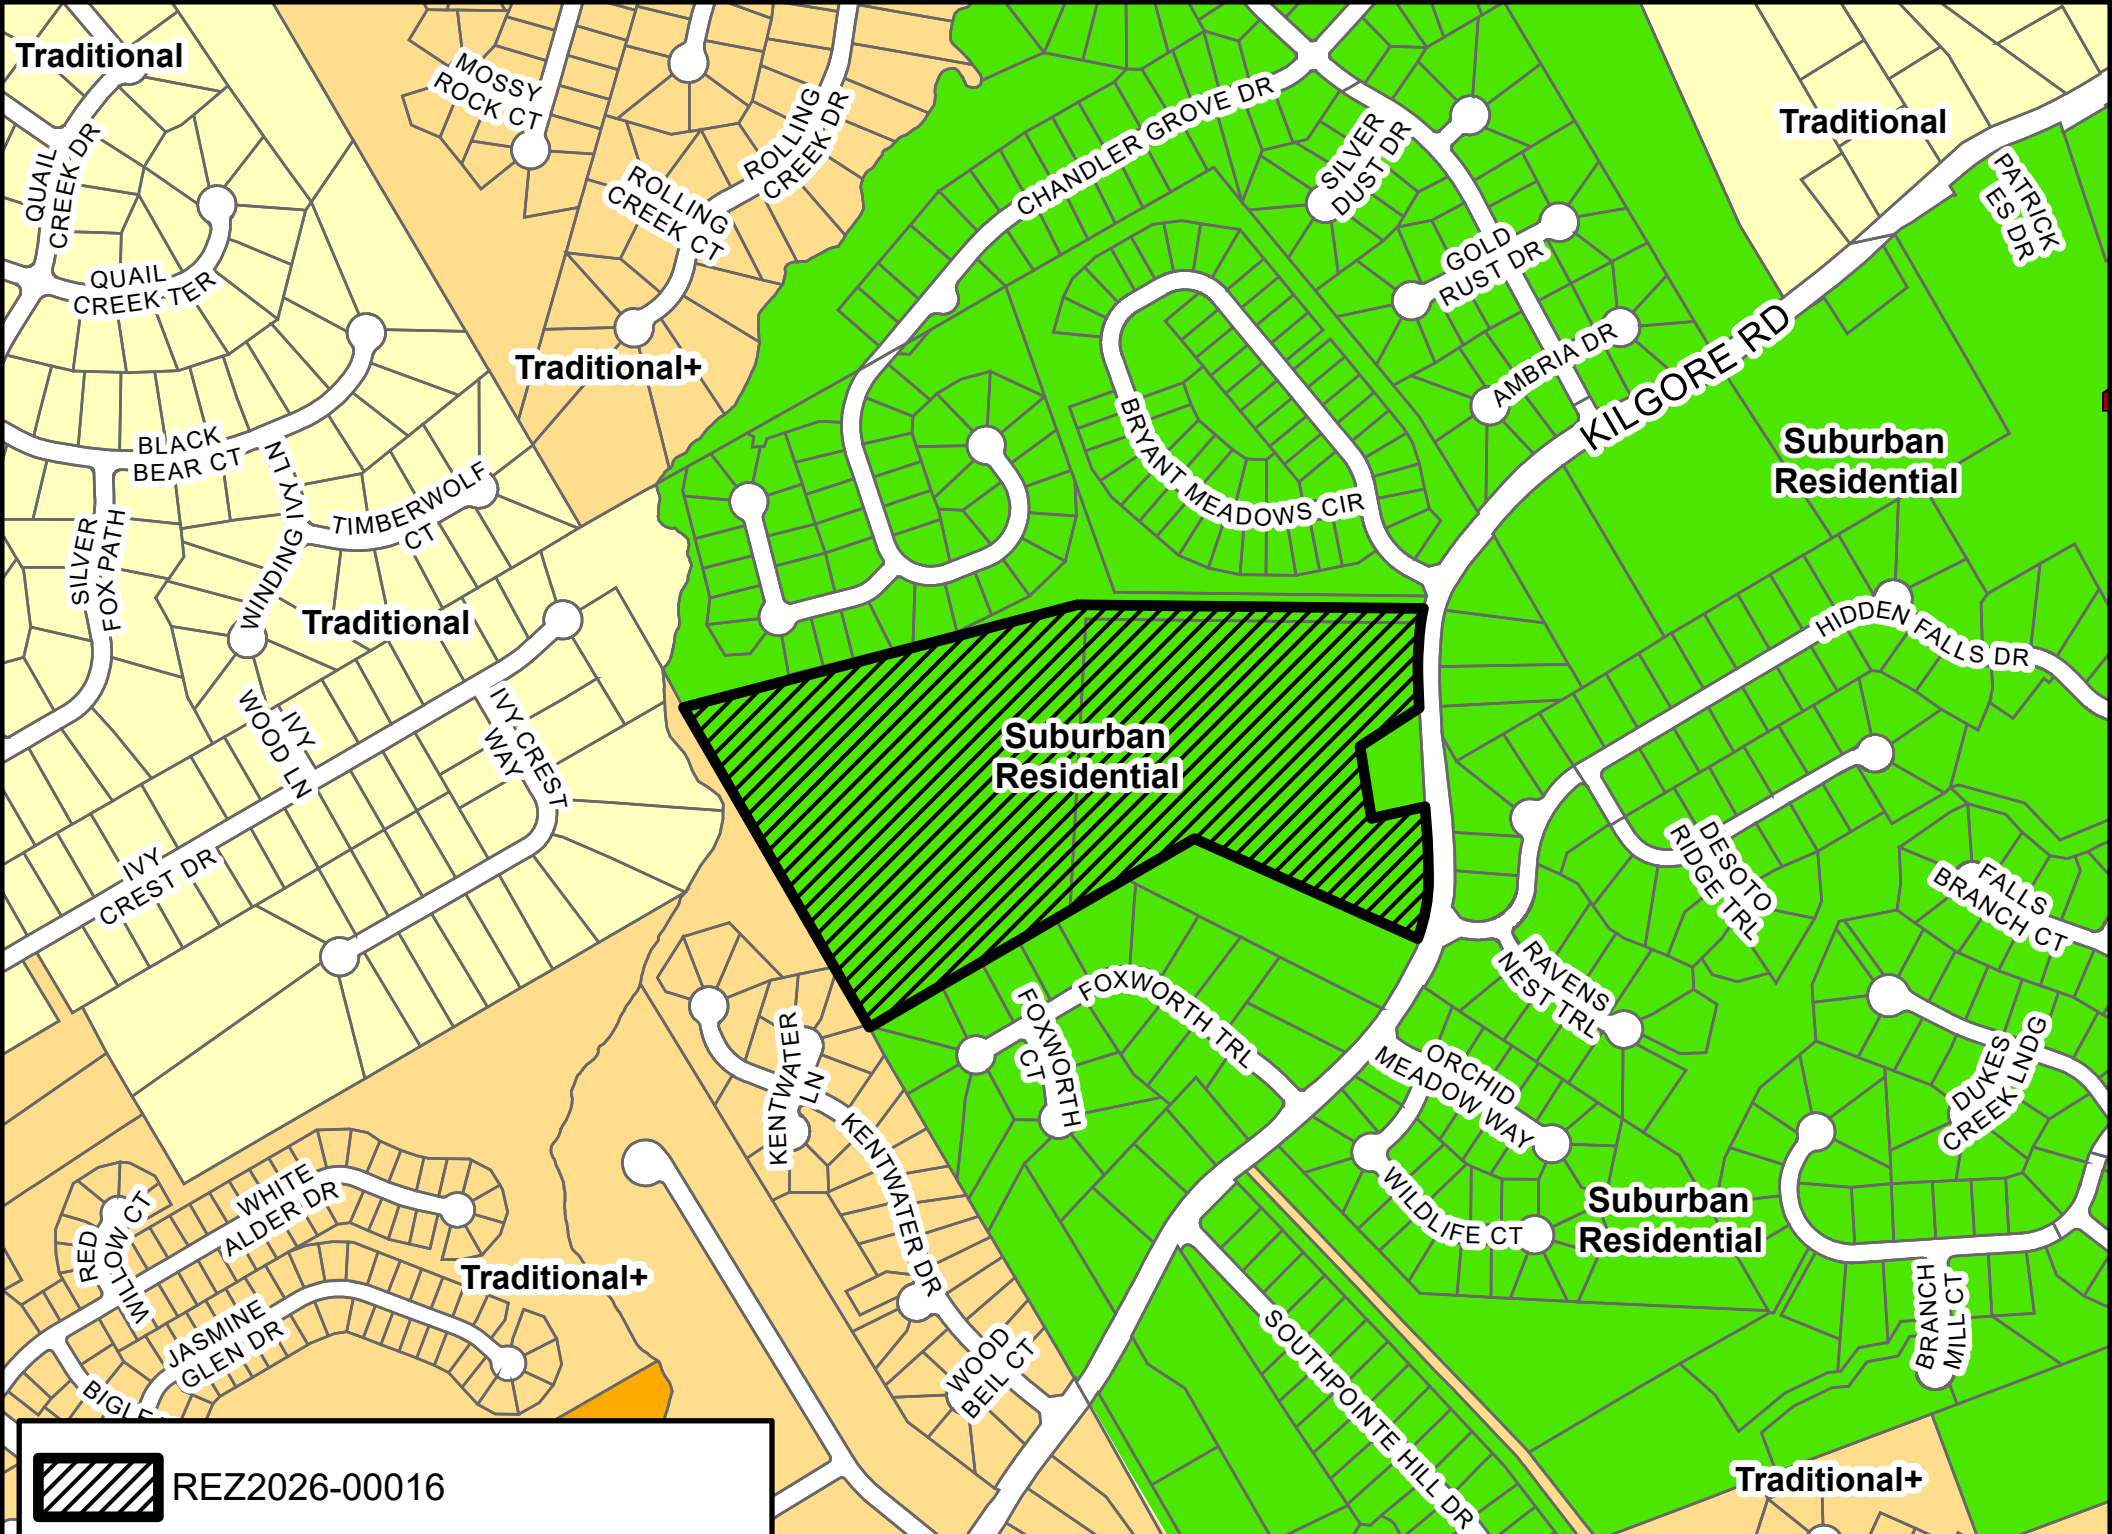 Traditional
MOSSY
ROCK CT
ROLLING
CREEK DR
ROLLING
CREEK CT
QUAIL
CREEK DR
QUAIL
CREEK TER
CHANDLER GROVE DR
SILVER
DUST DR
Traditional
PATRICK
ES DR
GOLD
RUST DR
AMBRIA DR
KILGORE RD
Traditional+
BLACK
BEAR CT
WINDING IVY LN
TIMBERWOLF
CT
SILVER
FOX PATH
BRYANT MEADOWS CIR
Suburban
Residential
Traditional
HIDDEN FALLS DR
IVY
WOOD LN
IVY CREST
WAY
Suburban
Residential
IVY
CREST DR
DESOTO
RIDGE TRL
FALLS
BRANCH CT
RAVENS
NEST TRL
FOXWORTH TRL
FOXWORTH
CT
KENTWATER
LN
KENTWATER DR
ORCHID
MEADOW WAY
DUKES
CREEK LNDG
WILDLIFE CT
Suburban
Residential
WHITE
ALDER DR
RED
WILLOW CT
Traditional+
JASMINE
GLEN DR
WOOD
BEIL CT
BRANCH
MILL CT
SOUTHPOINTE HILL DR
Traditional+
REZ2026-00016